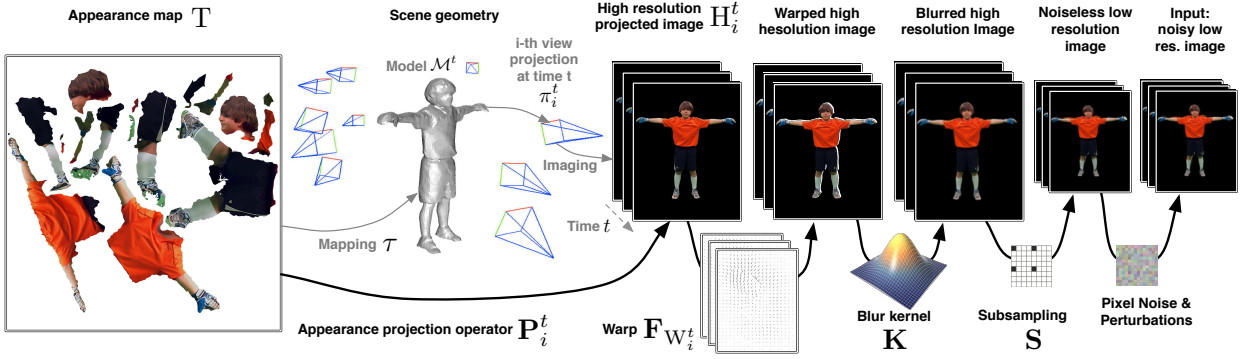 Appearance map T
Scene geometry
High resolution
projected image H_i^t
Warped high
hesolution image
Blurred high
resolution Image
Noiseless low
resolution
image
Input:
noisy low
res. image
Model M^t
i-th view
projection
at time t
π_i^t
Imaging
Mapping τ
Time t
Appearance projection operator P_i^t
Warp F_{W_i^t}
Blur kernel
K
Subsampling
S
Pixel Noise &
Perturbations